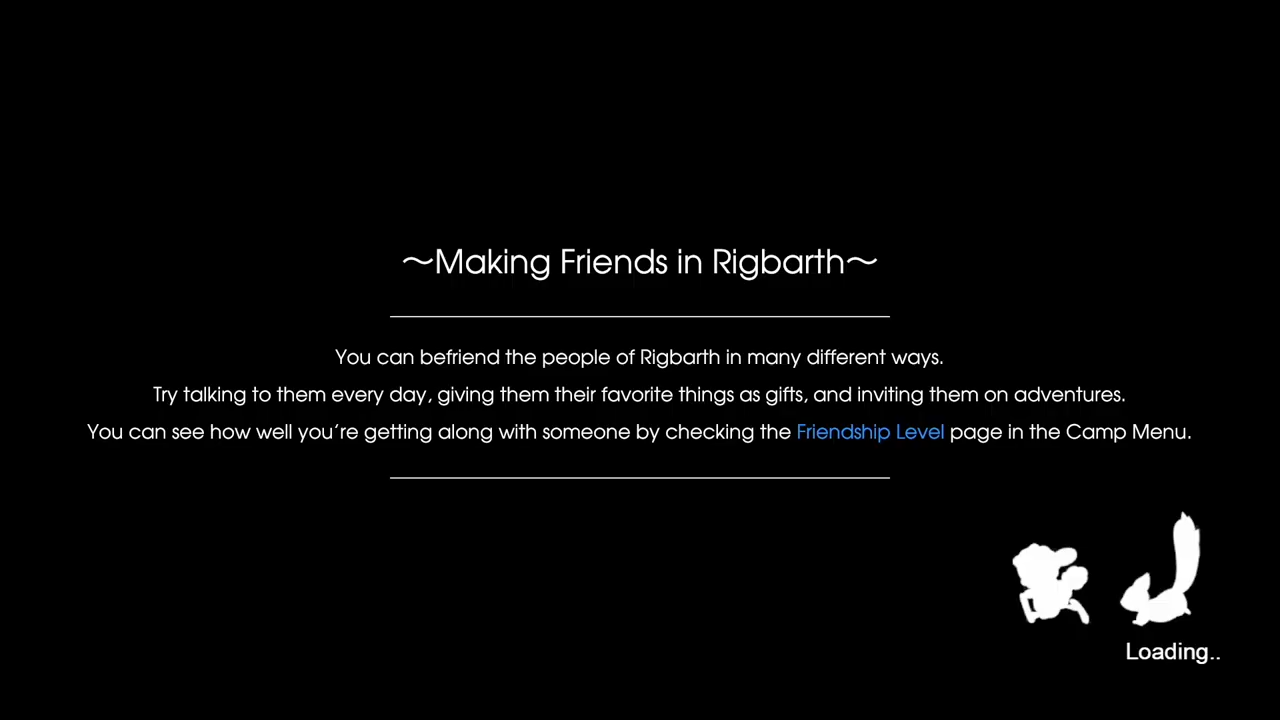 〜Making Friends in Rigbarth〜
You can befriend the people of Rigbarth in many different ways.
Try talking to them every day, giving them their favorite things as gifts, and inviting them on adventures.
You can see how well you’re getting along with someone by checking the Friendship Level page in the Camp Menu.
Loading..